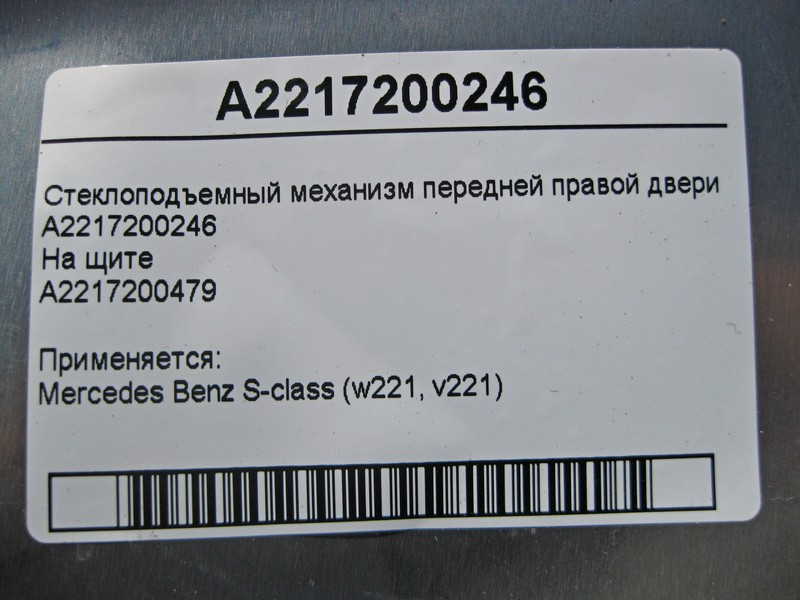 A2217200246
Стеклоподъемный механизм передней правой двери
A2217200246
На щите
A2217200479
Применяется:
Mercedes Benz S-class (w221, v221)